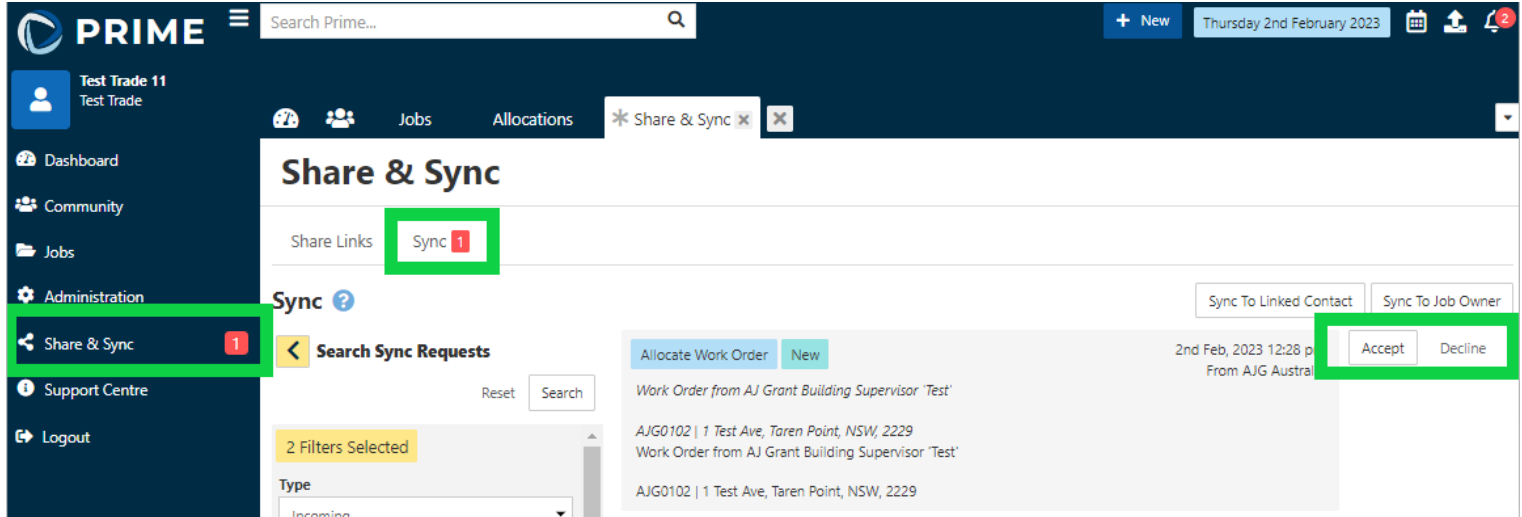 PRIME
Search Prime...
+ New
Thursday 2nd February 2023
2
Test Trade 11
Test Trade
Jobs
Allocations
Share & Sync
Dashboard
Community
Jobs
Administration
Share & Sync 1
Support Centre
Logout
Share & Sync
Share Links
Sync 1
Sync
Sync To Linked Contact
Sync To Job Owner
Search Sync Requests
Reset
Search
2 Filters Selected
Type
Incoming
Allocate Work Order
New
2nd Feb, 2023 12:28
From AJG
Accept
Decline
Work Order from AJ Grant Building Supervisor 'Test'
AJG0102 | 1 Test Ave, Taren Point, NSW, 2229
Work Order from AJ Grant Building Supervisor 'Test'
AJG0102 | 1 Test Ave, Taren Point, NSW, 2229